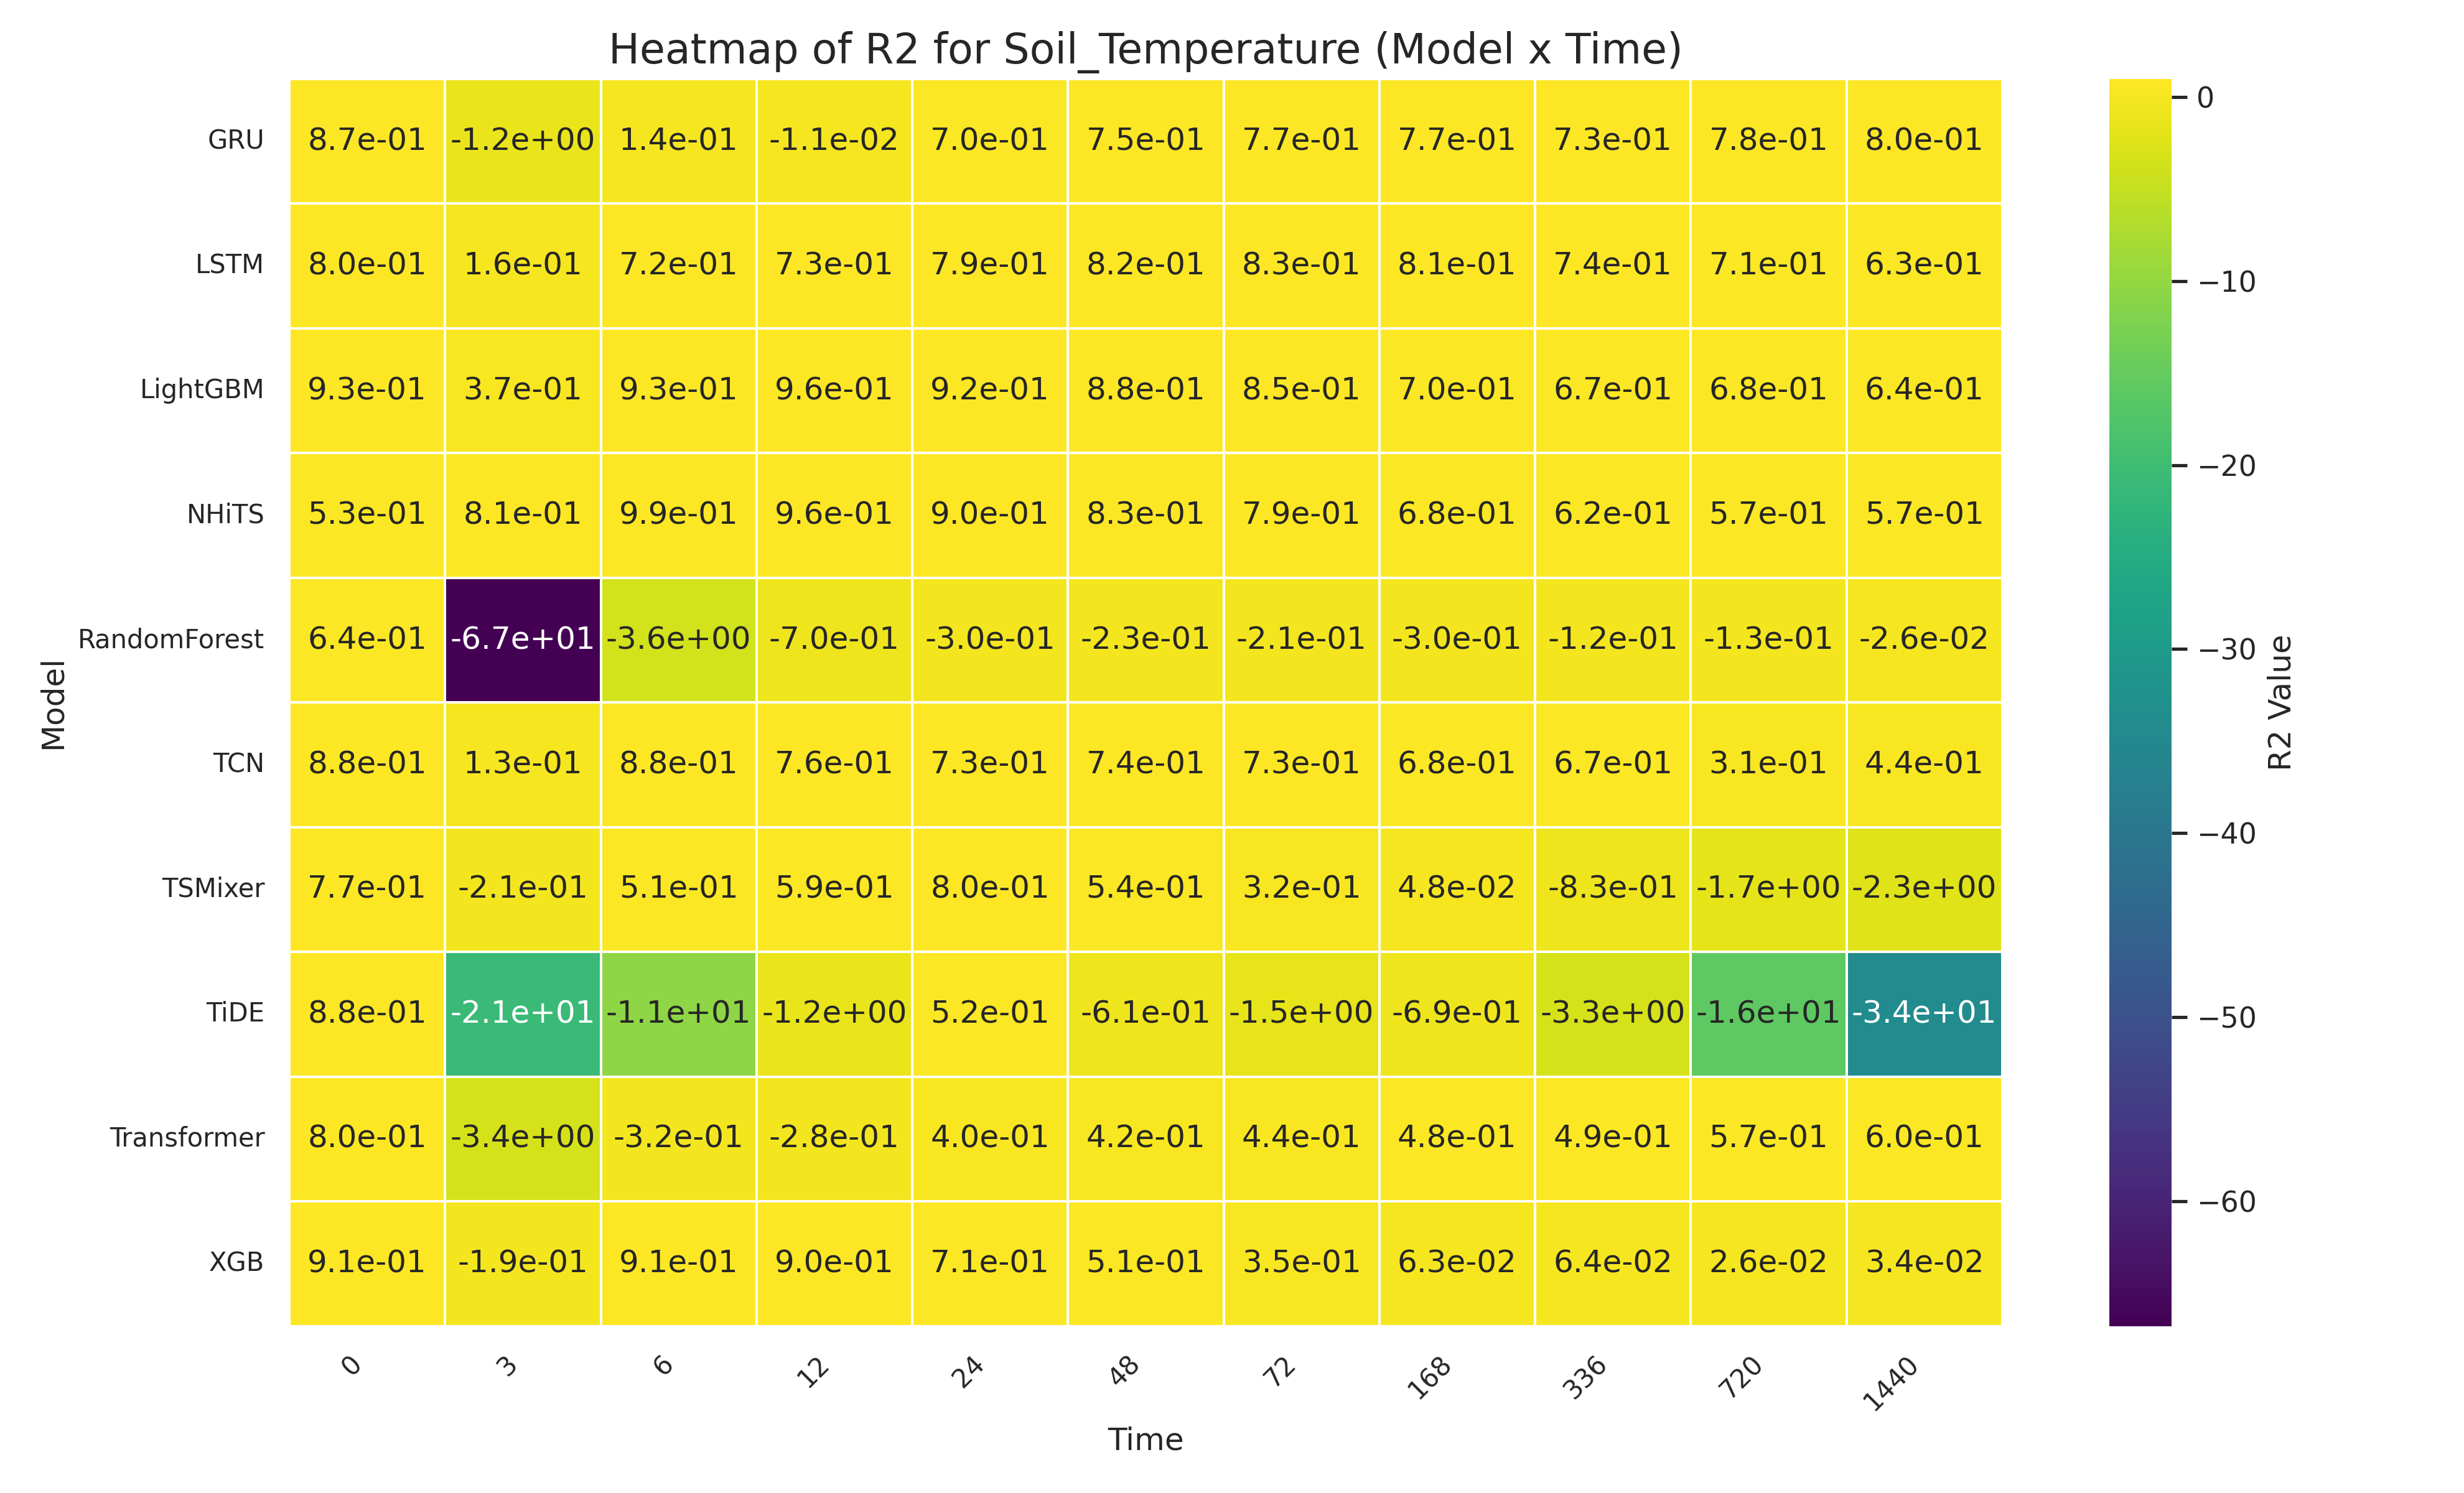 Heatmap of R2 for Soil_Temperature (Model x Time)
GRU 8.7e-01 -1.2e+00 1.4e-01 -1.1e-02 7.0e-01 7.5e-01 7.7e-01 7.7e-01 7.3e-01 7.8e-01 8.0e-01
LSTM 8.0e-01 1.6e-01 7.2e-01 7.3e-01 7.9e-01 8.2e-01 8.3e-01 8.1e-01 7.4e-01 7.1e-01 6.3e-01
LightGBM 9.3e-01 3.7e-01 9.3e-01 9.6e-01 9.2e-01 8.8e-01 8.5e-01 7.0e-01 6.7e-01 6.8e-01 6.4e-01
NHiTS 5.3e-01 8.1e-01 9.9e-01 9.6e-01 9.0e-01 8.3e-01 7.9e-01 6.8e-01 6.2e-01 5.7e-01 5.7e-01
RandomForest 6.4e-01 -6.7e+01 -3.6e+00 -7.0e-01 -3.0e-01 -2.3e-01 -2.1e-01 -3.0e-01 -1.2e-01 -1.3e-01 -2.6e-02
TCN 8.8e-01 1.3e-01 8.8e-01 7.6e-01 7.3e-01 7.4e-01 7.3e-01 6.8e-01 6.7e-01 3.1e-01 4.4e-01
TSMixer 7.7e-01 -2.1e-01 5.1e-01 5.9e-01 8.0e-01 5.4e-01 3.2e-01 4.8e-02 -8.3e-01 -1.7e+00 -2.3e+00
TiDE 8.8e-01 -2.1e+01 -1.1e+01 -1.2e+00 5.2e-01 -6.1e-01 -1.5e+00 -6.9e-01 -3.3e+00 -1.6e+01 -3.4e+01
Transformer 8.0e-01 -3.4e+00 -3.2e-01 -2.8e-01 4.0e-01 4.2e-01 4.4e-01 4.8e-01 4.9e-01 5.7e-01 6.0e-01
XGB 9.1e-01 -1.9e-01 9.1e-01 9.0e-01 7.1e-01 5.1e-01 3.5e-01 6.3e-02 6.4e-02 2.6e-02 3.4e-02
0 3 6 12 24 48 72 168 336 720 1440
Time
Model
0
−10
−20
−30
−40
−50
−60
R2 Value